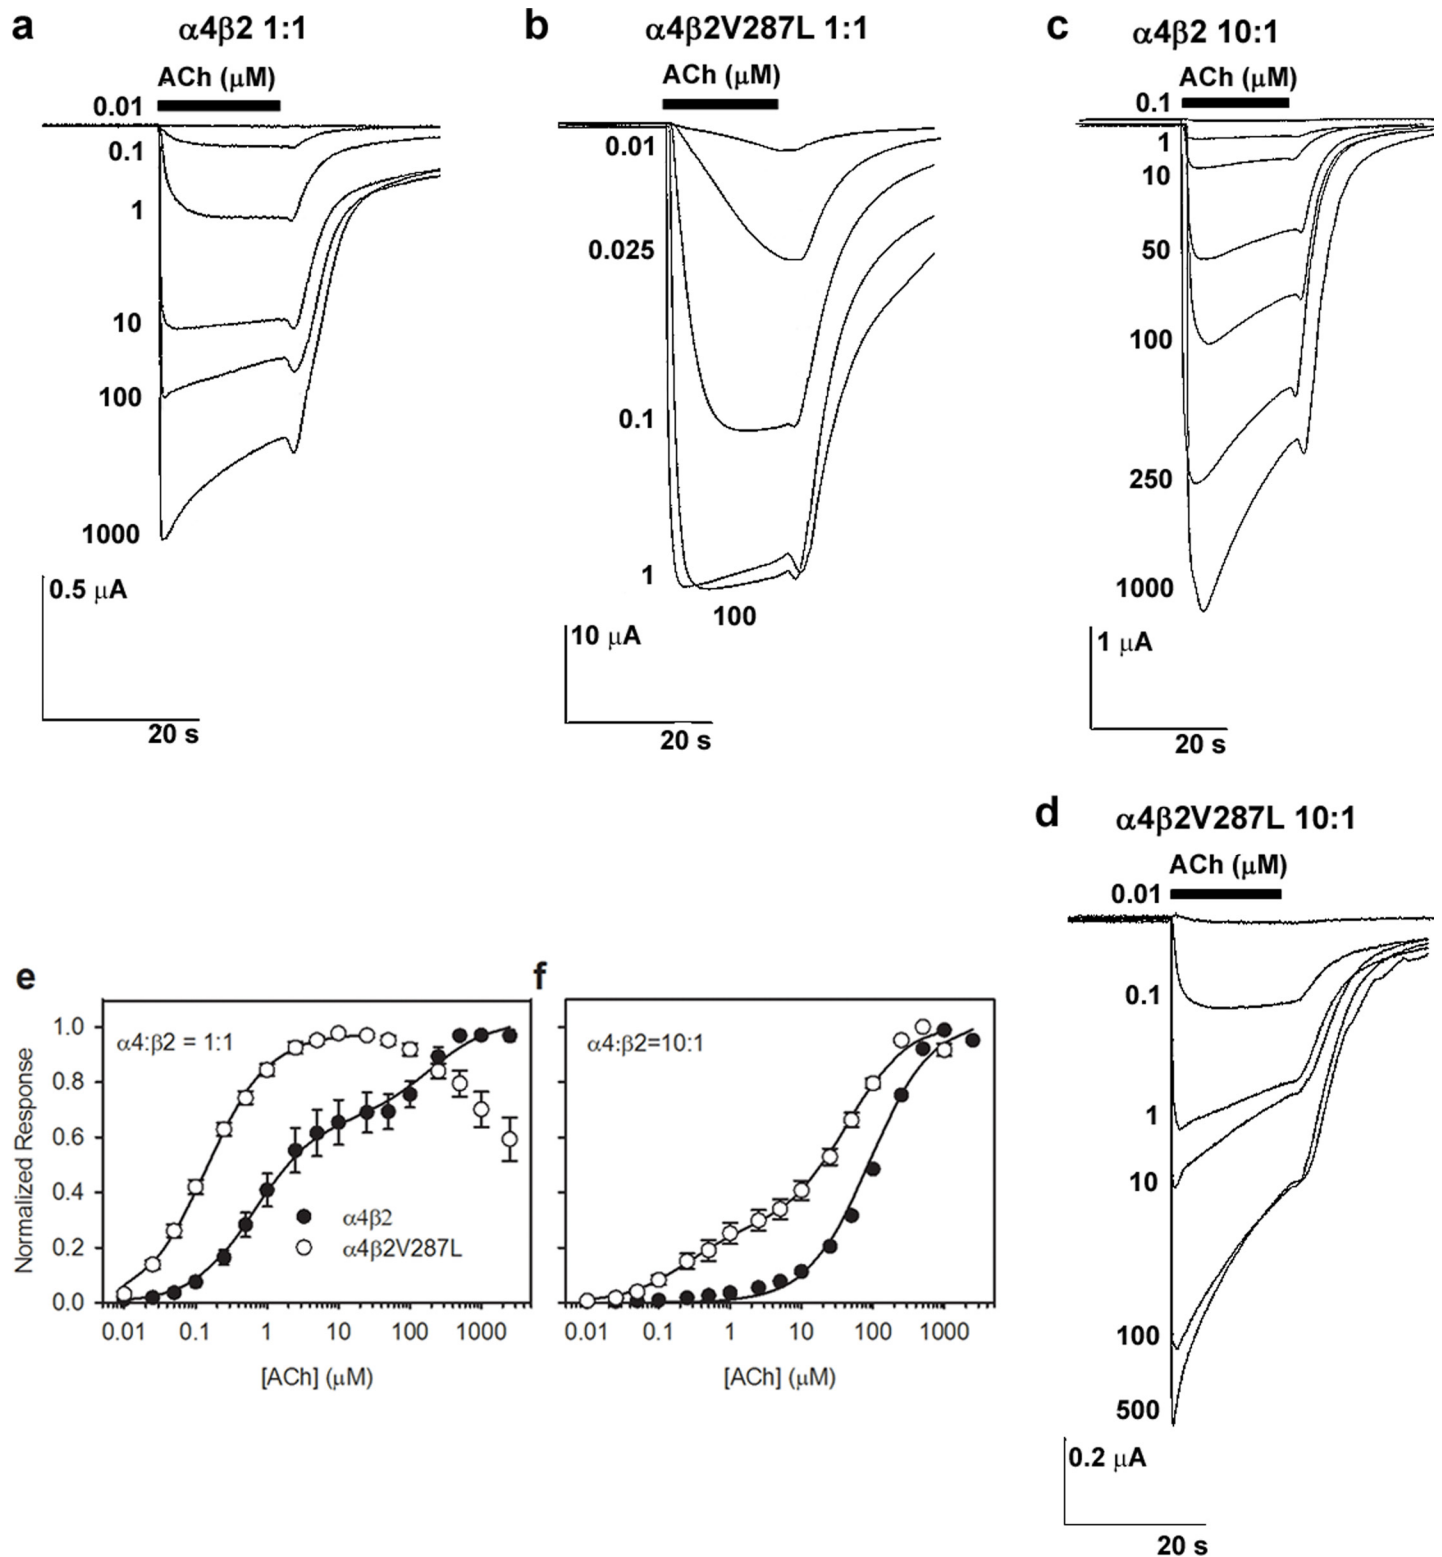 a
α4β2 1:1
ACh (μM)
0.01
0.1
1
10
100
1000
0.5 μA
20 s
b
α4β2V287L 1:1
ACh (μM)
0.01
0.025
0.1
1
100
10 μA
20 s
c
α4β2 10:1
ACh (μM)
0.1
1
10
50
100
250
1000
1 μA
20 s
d
α4β2V287L 10:1
ACh (μM)
0.01
0.1
1
10
100
500
0.2 μA
20 s
e
α4:β2 = 1:1
Normalized Response
1.0
0.8
0.6
0.4
0.2
0.0
α4β2
α4β2V287L
0.01 0.1 1 10 100 1000
[ACh] (μM)
f
α4:β2=10:1
0.01 0.1 1 10 100 1000
[ACh] (μM)